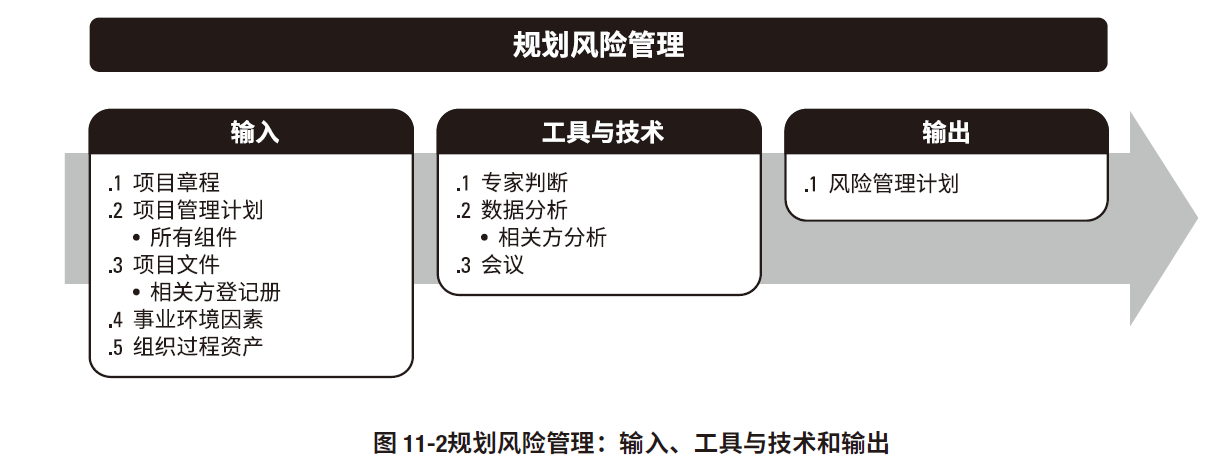 规划风险管理
输入
.1 项目章程
.2 项目管理计划
• 所有组件
.3 项目文件
• 相关方登记册
.4 事业环境因素
.5 组织过程资产
工具与技术
.1 专家判断
.2 数据分析
• 相关方分析
.3 会议
输出
.1 风险管理计划
图 11-2规划风险管理：输入、工具与技术和输出